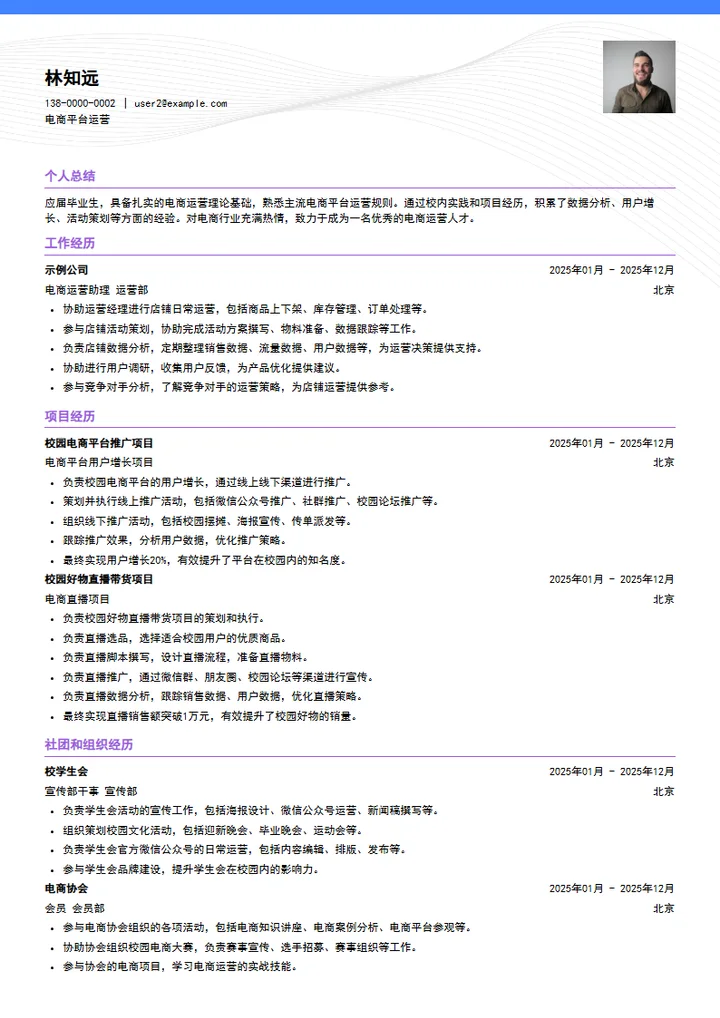 林知远
138-0000-0002 | user2@example.com
电商平台运营
个人总结
应届毕业生，具备扎实的电商运营理论基础，熟悉主流电商平台运营规则。通过校内实践和项目经历，积累了数据分析、用户增
长、活动策划等方面的经验。对电商行业充满热情，致力于成为一名优秀的电商运营人才。
工作经历
示例公司 2025年01月 - 2025年12月
电商运营助理 运营部 北京
• 协助运营经理进行店铺日常运营，包括商品上下架、库存管理、订单处理等。
• 参与店铺活动策划，协助完成活动方案撰写、物料准备、数据跟踪等工作。
• 负责店铺数据分析，定期整理销售数据、流量数据、用户数据等，为运营决策提供支持。
• 协助进行用户调研，收集用户反馈，为产品优化提供建议。
• 参与竞争对手分析，了解竞争对手的运营策略，为店铺运营提供参考。
项目经历
校园电商平台推广项目 2025年01月 - 2025年12月
电商平台用户增长项目 北京
• 负责校园电商平台的用户增长，通过线上线下渠道进行推广。
• 策划并执行线上推广活动，包括微信公众号推广、社群推广、校园论坛推广等。
• 组织线下推广活动，包括校园摆摊、海报宣传、传单派发等。
• 跟踪推广效果，分析用户数据，优化推广策略。
• 最终实现用户增长20%，有效提升了平台在校园内的知名度。
校园好物直播带货项目 2025年01月 - 2025年12月
电商直播项目 北京
• 负责校园好物直播带货项目的策划和执行。
• 负责直播选品，选择适合校园用户的优质商品。
• 负责直播脚本撰写，设计直播流程，准备直播物料。
• 负责直播推广，通过微信群、朋友圈、校园论坛等渠道进行宣传。
• 负责直播数据分析，跟踪销售数据、用户数据，优化直播策略。
• 最终实现直播销售额突破1万元，有效提升了校园好物的销量。
社团和组织经历
校学生会 2025年01月 - 2025年12月
宣传部干事 宣传部 北京
• 负责学生会活动的宣传工作，包括海报设计、微信公众号运营、新闻稿撰写等。
• 组织策划校园文化活动，包括迎新晚会、毕业晚会、运动会等。
• 负责学生会官方微信公众号的日常运营，包括内容编辑、排版、发布等。
• 参与学生会品牌建设，提升学生会在校园内的影响力。
电商协会 2025年01月 - 2025年12月
会员 会员部 北京
• 参与电商协会组织的各项活动，包括电商知识讲座、电商案例分析、电商平台参观等。
• 协助协会组织校园电商大赛，负责赛事宣传、选手招募、赛事组织等工作。
• 参与协会的电商项目，学习电商运营的实战技能。